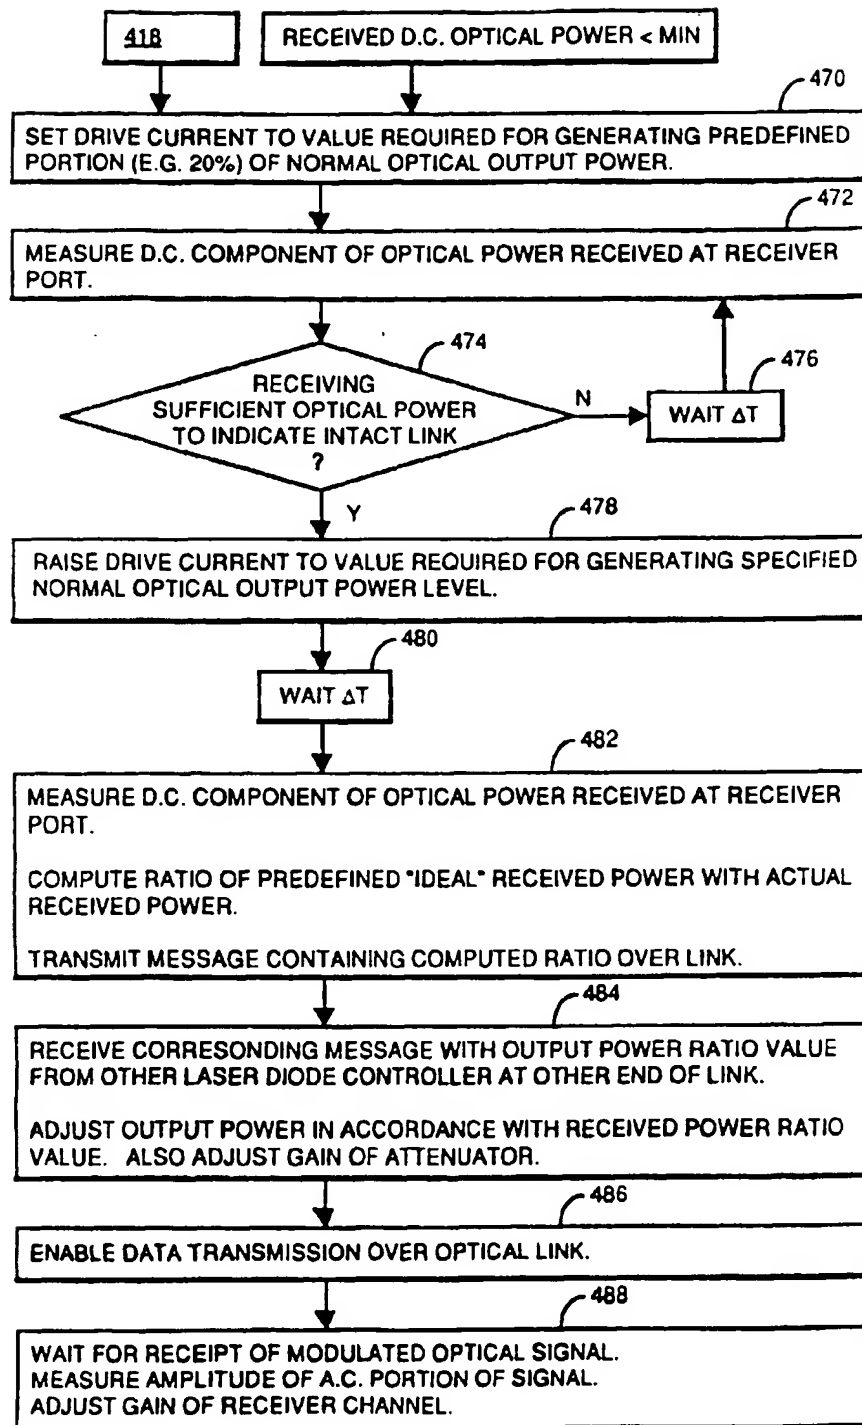 418
RECEIVED D.C. OPTICAL POWER < MIN
470
SET DRIVE CURRENT TO VALUE REQUIRED FOR GENERATING PREDEFINED
PORTION (E.G. 20%) OF NORMAL OPTICAL OUTPUT POWER.
472
MEASURE D.C. COMPONENT OF OPTICAL POWER RECEIVED AT RECEIVER
PORT.
474
RECEIVING
SUFFICIENT OPTICAL POWER
TO INDICATE INTACT LINK
?
N
476
WAIT ΔT
Y
478
RAISE DRIVE CURRENT TO VALUE REQUIRED FOR GENERATING SPECIFIED
NORMAL OPTICAL OUTPUT POWER LEVEL.
480
WAIT ΔT
482
MEASURE D.C. COMPONENT OF OPTICAL POWER RECEIVED AT RECEIVER
PORT.
COMPUTE RATIO OF PREDEFINED "IDEAL" RECEIVED POWER WITH ACTUAL
RECEIVED POWER.
TRANSMIT MESSAGE CONTAINING COMPUTED RATIO OVER LINK.
484
RECEIVE CORRESONDING MESSAGE WITH OUTPUT POWER RATIO VALUE
FROM OTHER LASER DIODE CONTROLLER AT OTHER END OF LINK.
ADJUST OUTPUT POWER IN ACCORDANCE WITH RECEIVED POWER RATIO
VALUE. ALSO ADJUST GAIN OF ATTENUATOR.
486
ENABLE DATA TRANSMISSION OVER OPTICAL LINK.
488
WAIT FOR RECEIPT OF MODULATED OPTICAL SIGNAL.
MEASURE AMPLITUDE OF A.C. PORTION OF SIGNAL.
ADJUST GAIN OF RECEIVER CHANNEL.